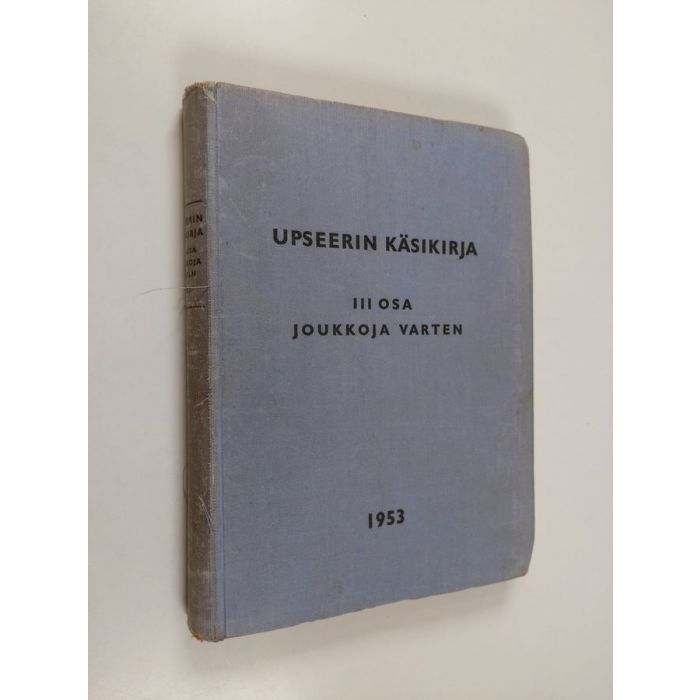 UPSEERIN KÄSIKIRJA
III OSA
JOUKKOJA VARTEN
1953